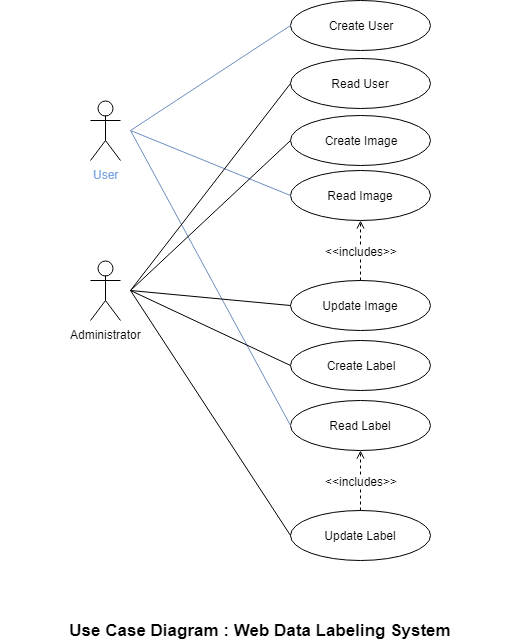 Create User
Read User
Create Image
User
Read Image
<<includes>>
Update Image
Administrator
Create Label
Read Label
<<includes>>
Update Label
Use Case Diagram : Web Data Labeling System